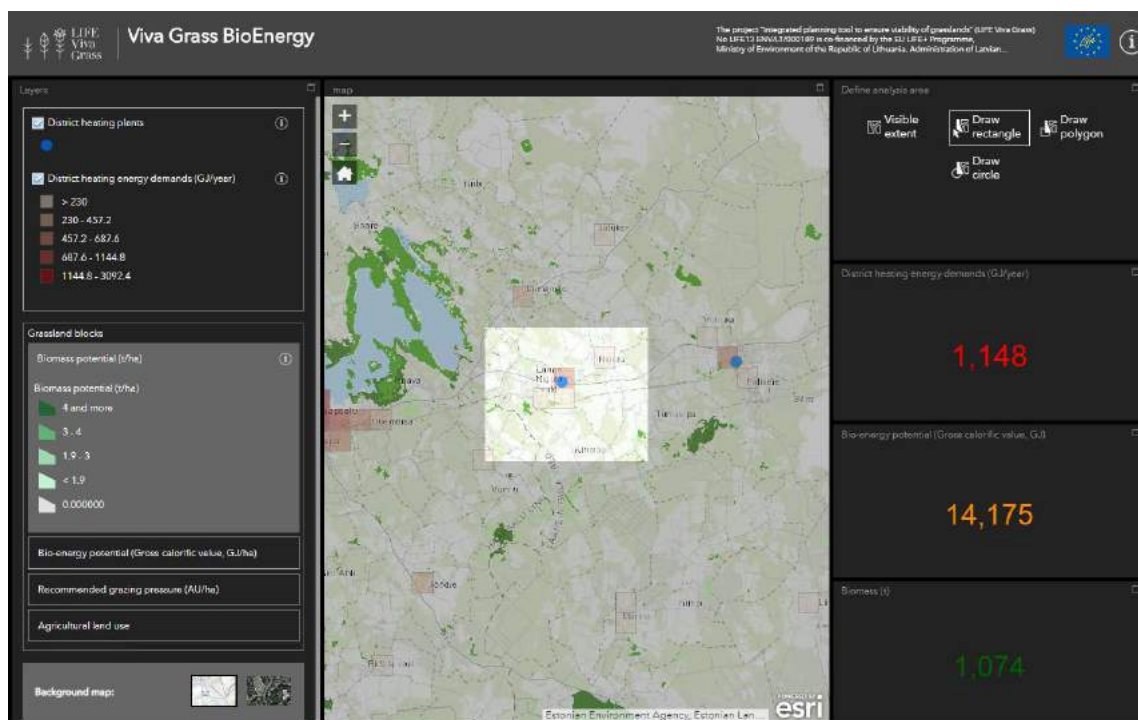 LIFE
Viva
Grass
Viva Grass BioEnergy
The project "Integrated planning tool to ensure viability of grasslands" (LIFE Viva Grass)
No LIFE13 ENV/LT/000189 is co-financed by the EU LIFE+ Programme,
Ministry of Environment of the Republic of Lithuania, Administration of Latvian...
Layers
District heating plants
District heating energy demands (GJ/year)
> 230
230 - 457.2
457.2 - 687.6
687.6 - 1144.8
1144.8 - 3092.4
Grassland blocks
Biomass potential (t/ha)
Biomass potential (t/ha)
4 and more
3 - 4
1.9 - 3
< 1.9
0.000000
Bio-energy potential (Gross calorific value, GJ/ha)
Recommended grazing pressure (AU/ha)
Agricultural land use
Background map:
map
+
−
Estonian Environment Agency, Estonian Lan...
POWERED BY
esri
Define analysis area
Visible
extent
Draw
rectangle
Draw
polygon
Draw
circle
District heating energy demands (GJ/year)
1,148
Bio-energy potential (Gross calorific value, GJ)
14,175
Biomass (t)
1,074